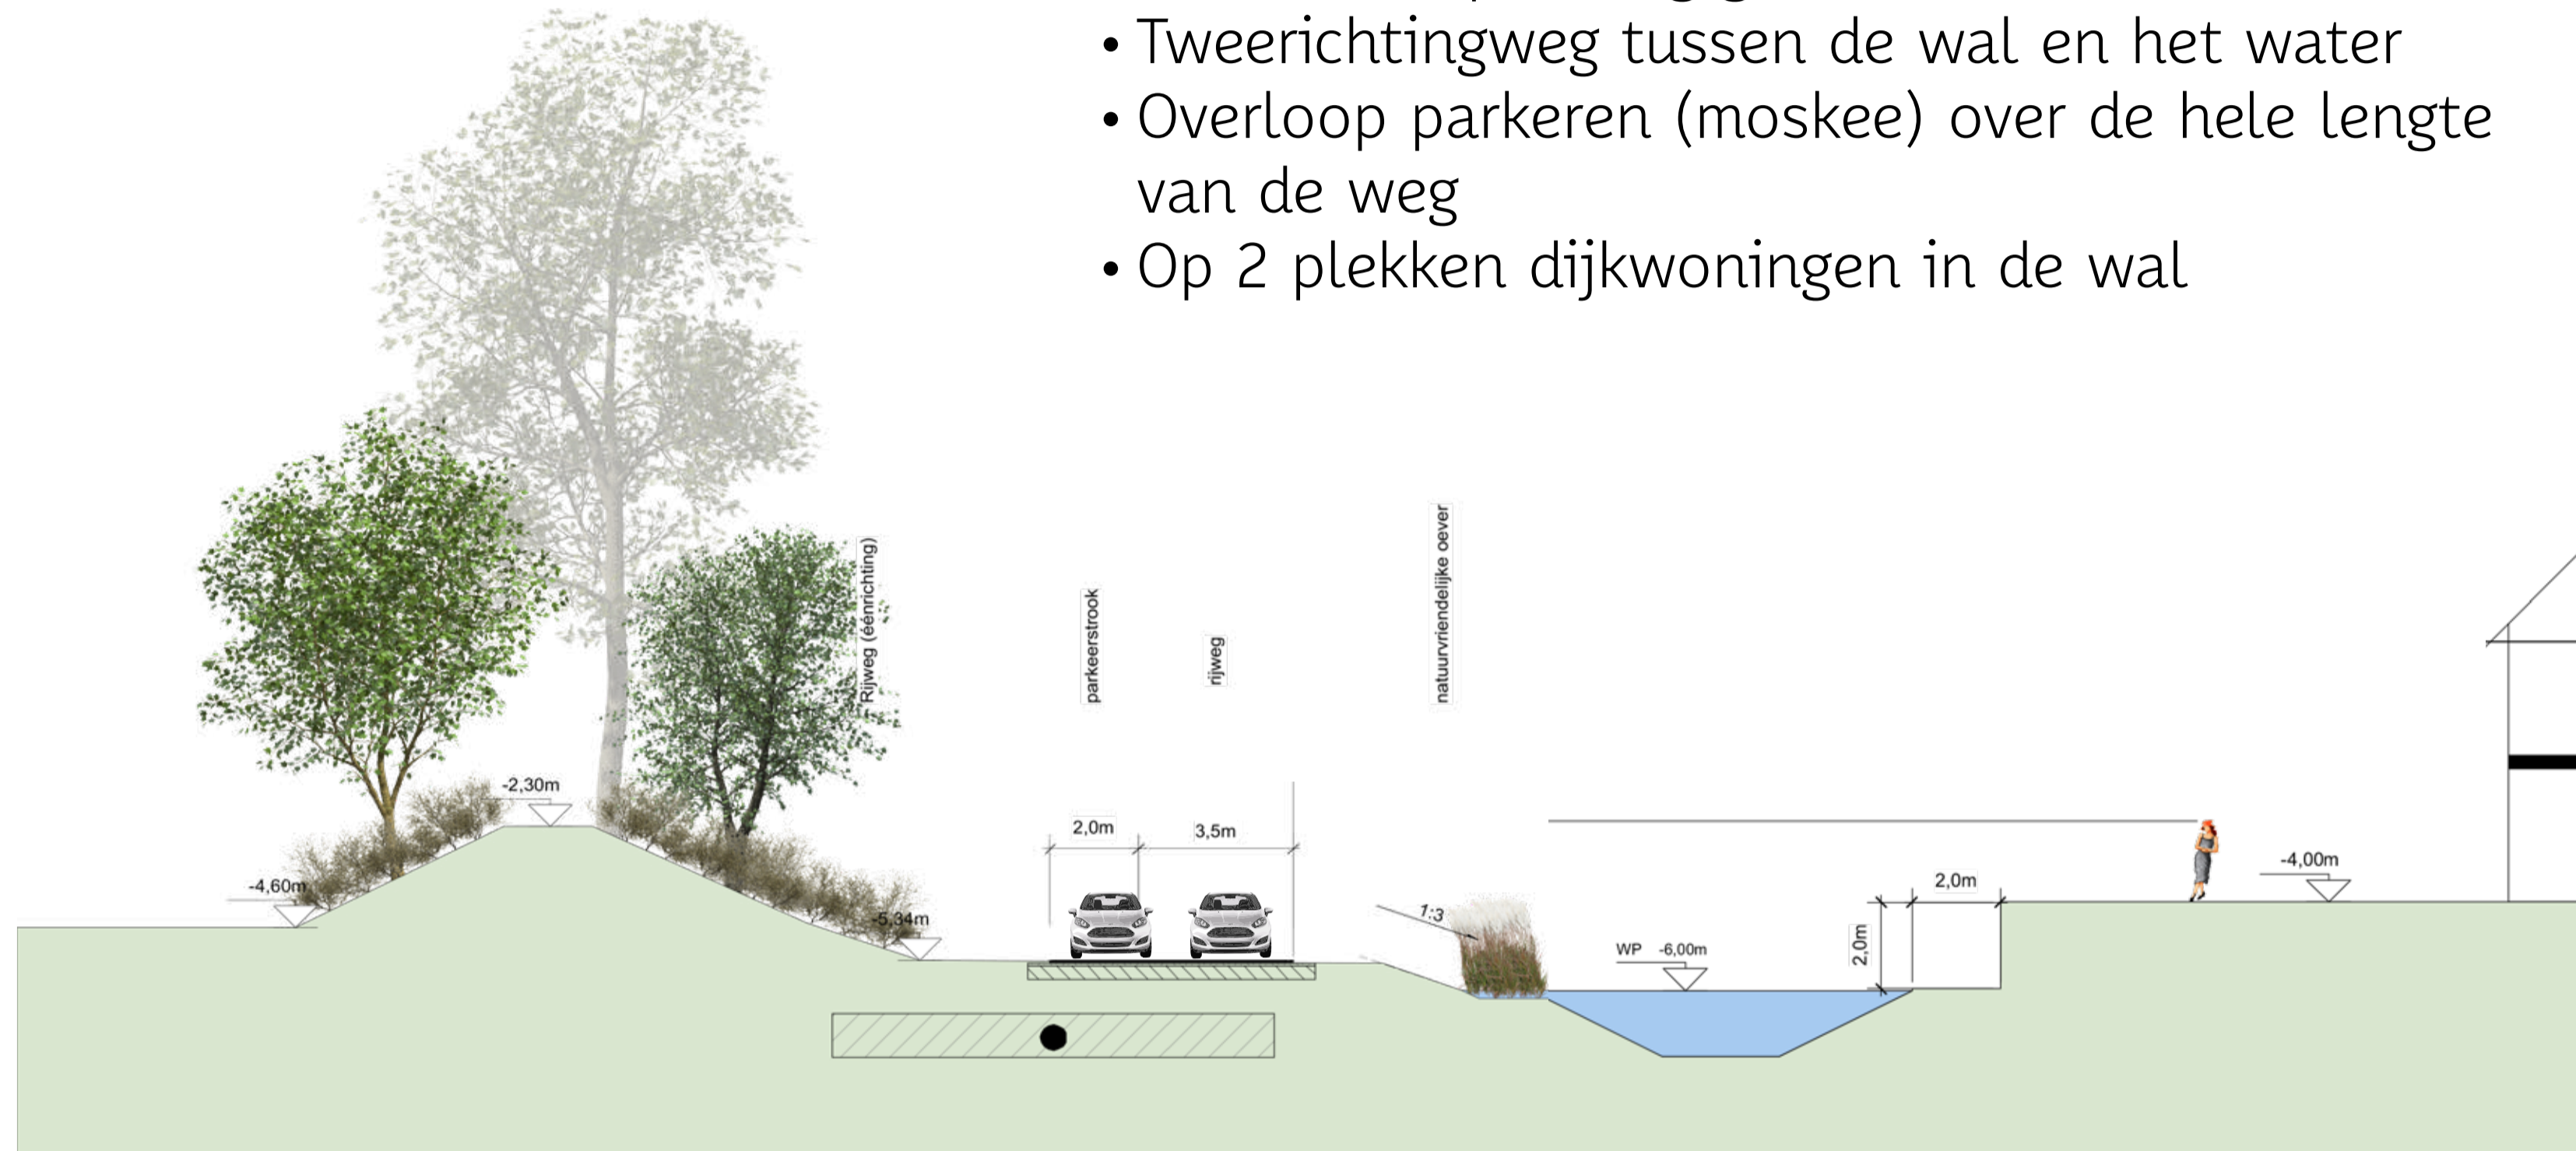 • Tweerichtingweg tussen de wal en het water
• Overloop parkeren (moskee) over de hele lengte
van de weg
• Op 2 plekken dijkwoningen in de wal
Rijweg (éénrichting)
parkeerstrook
rijweg
natuurvriendelijke oever
-2,30m
2,0m
3,5m
-4,60m
-5,34m
1:3
WP -6,00m
2,0m
2,0m
-4,00m